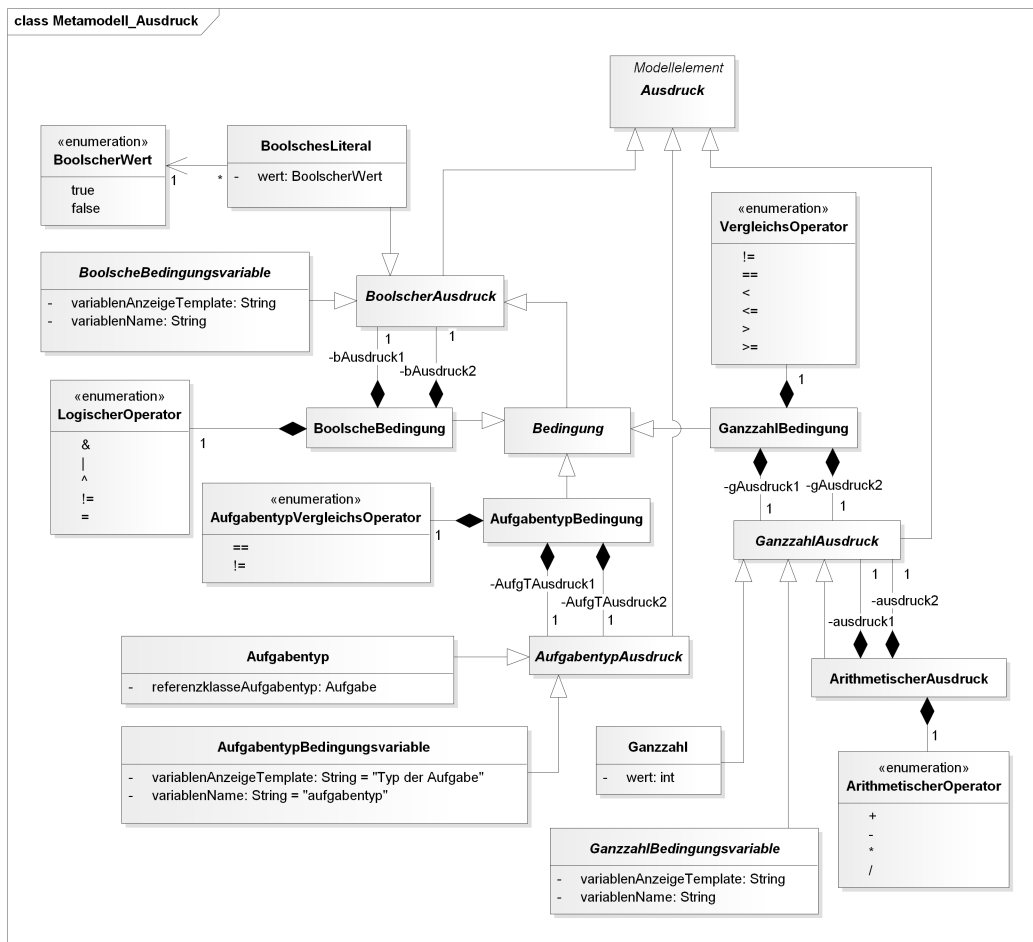 class Metamodell_Ausdruck
Modellelement
Ausdruck
«enumeration»
BoolscherWert
true
false
1
*
BoolschesLiteral
- wert: BoolscherWert
«enumeration»
VergleichsOperator
!=
==
<
<=
>
>=
1
BoolscheBedingungsvariable
- variablenAnzeigeTemplate: String
- variablenName: String
BoolscherAusdruck
1
1
-bAusdruck1
-bAusdruck2
«enumeration»
LogischerOperator
&
|
^
!=
=
1
BoolscheBedingung
Bedingung
GanzzahlBedingung
-gAusdruck1
-gAusdruck2
1
1
«enumeration»
AufgabentypVergleichsOperator
==
!=
1
AufgabentypBedingung
-AufgTAusdruck1
-AufgTAusdruck2
1
1
GanzzahlAusdruck
1
1
-ausdruck2
-ausdruck1
Aufgabentyp
- referenzklasseAufgabentyp: Aufgabe
AufgabentypAusdruck
ArithmetischerAusdruck
1
AufgabentypBedingungsvariable
- variablenAnzeigeTemplate: String = "Typ der Aufgabe"
- variablenName: String = "aufgabentyp"
Ganzzahl
- wert: int
«enumeration»
ArithmetischerOperator
+
-
*
/
GanzzahlBedingungsvariable
- variablenAnzeigeTemplate: String
- variablenName: String